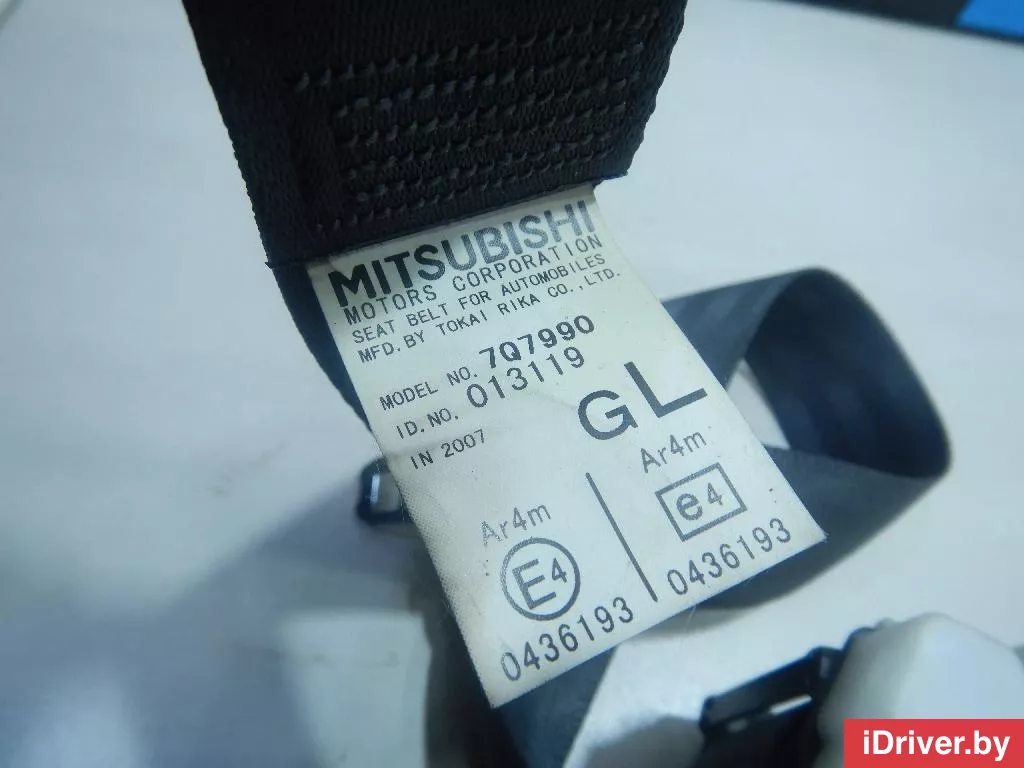 MITSUBISHI
MOTORS CORPORATION
SEAT BELT FOR AUTOMOBILES
MFD. BY TOKAI RIKA CO., LTD.
MODEL NO. 7Q7990
ID. NO. 013119
IN 2007
GL
Ar4m
E4
0436193
Ar4m
e4
0436193
iDriver.by